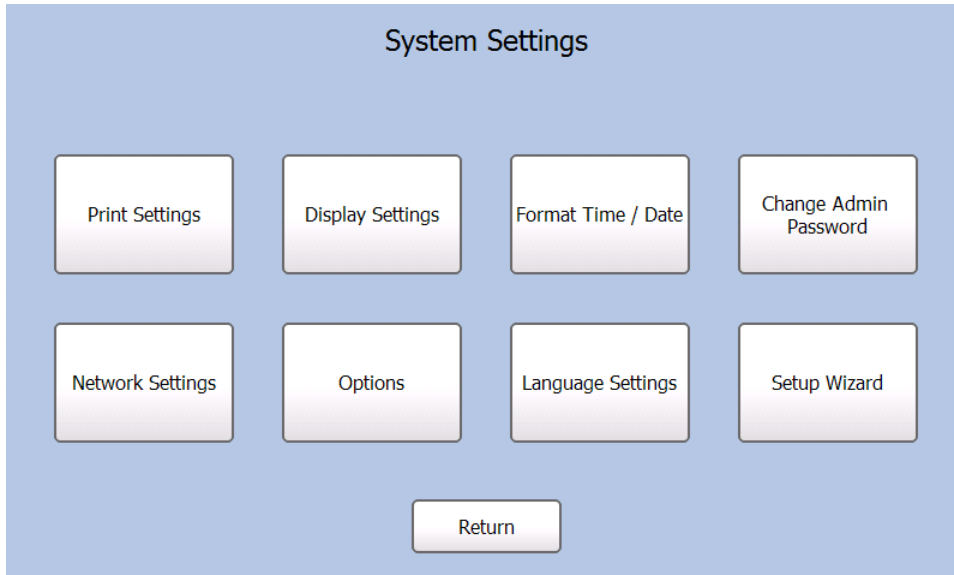 System Settings
Print Settings
Display Settings
Format Time / Date
Change Admin
Password
Network Settings
Options
Language Settings
Setup Wizard
Return